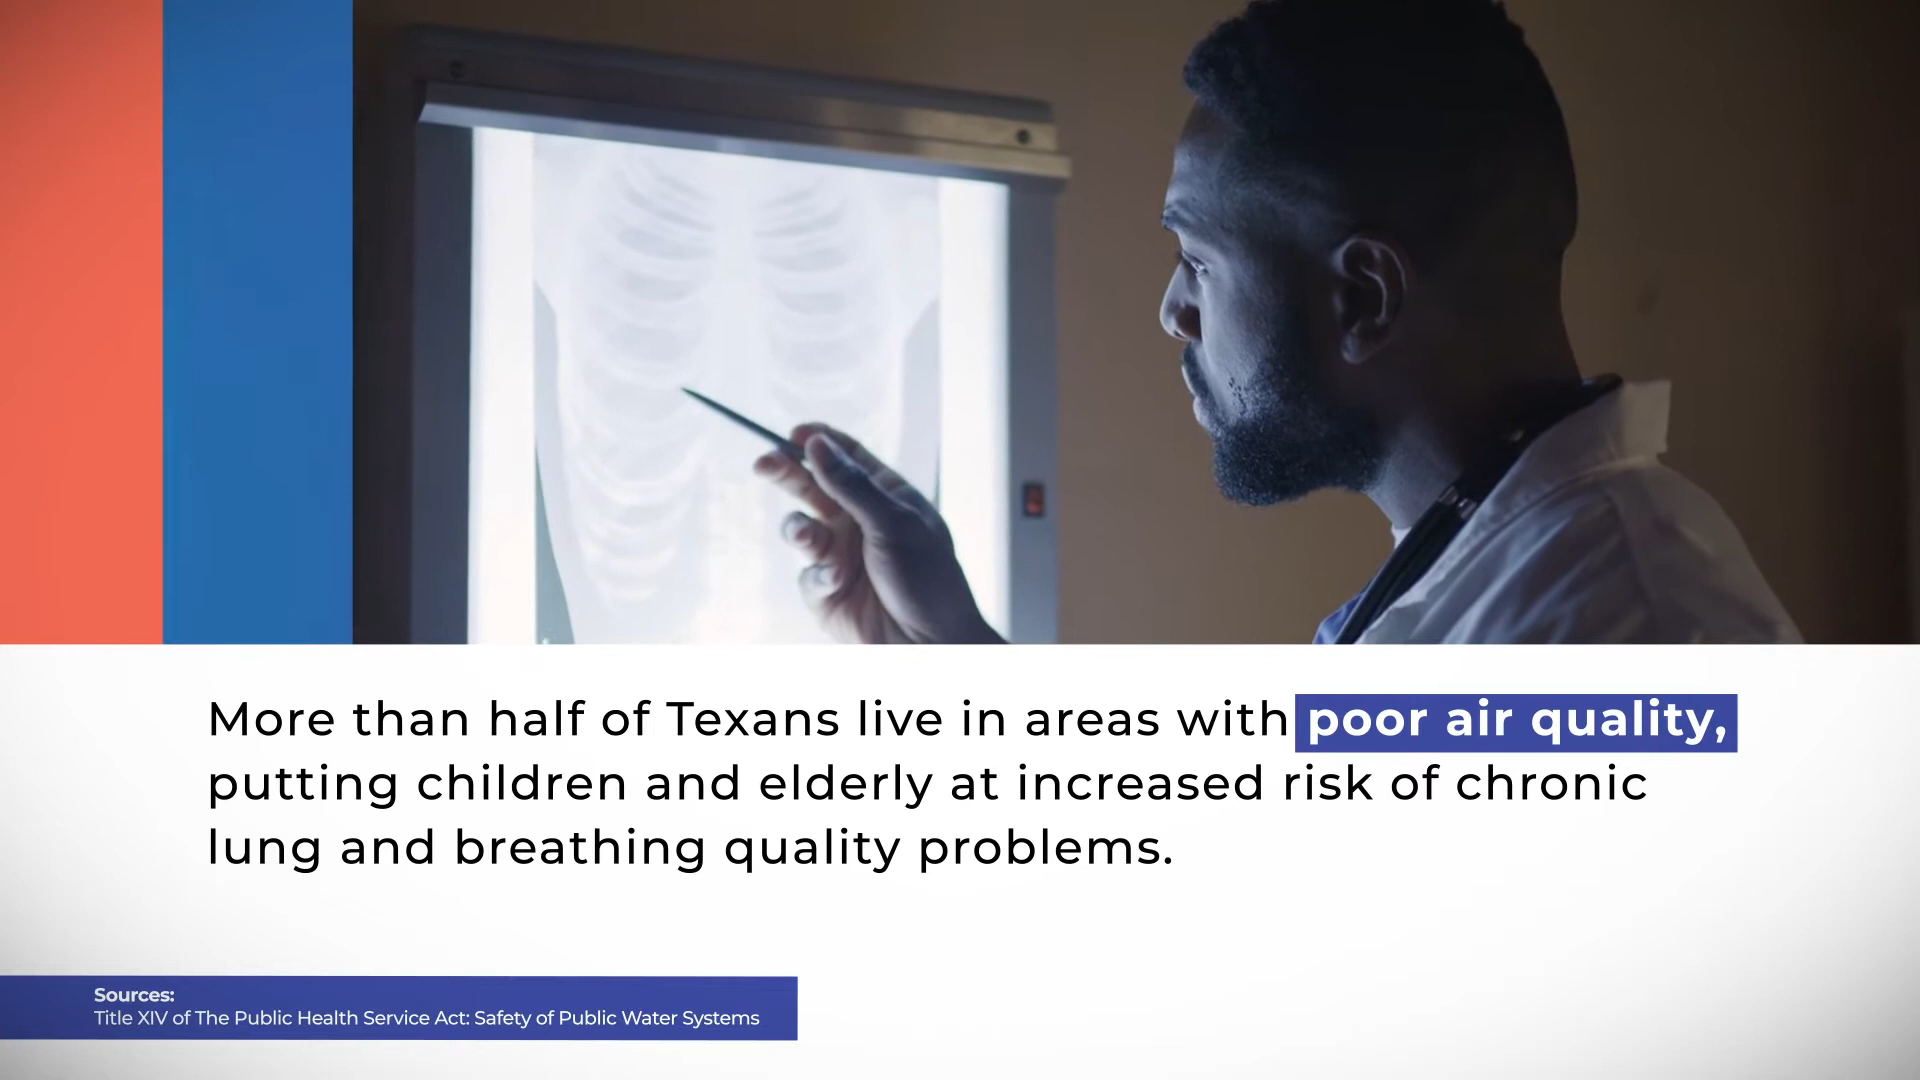 More than half of Texans live in areas with poor air quality,
putting children and elderly at increased risk of chronic
lung and breathing quality problems.
Sources:
Title XIV of The Public Health Service Act: Safety of Public Water Systems